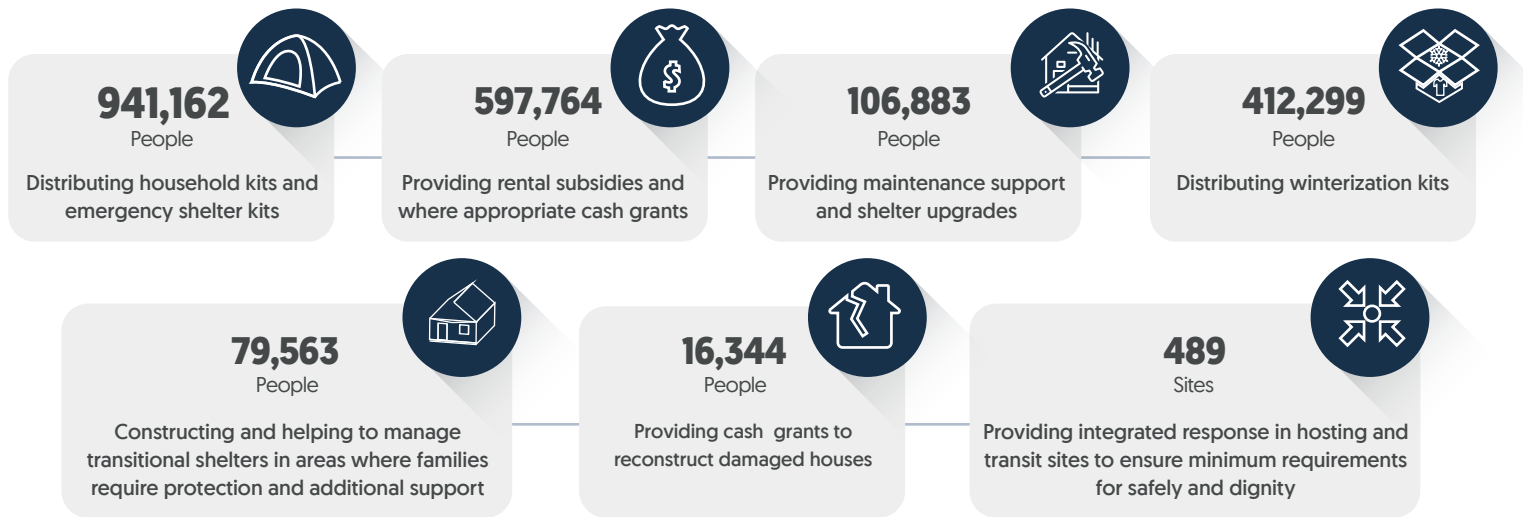 941,162
People
Distributing household kits and
emergency shelter kits
597,764
People
Providing rental subsidies and
where appropriate cash grants
106,883
People
Providing maintenance support
and shelter upgrades
412,299
People
Distributing winterization kits
79,563
People
Constructing and helping to manage
transitional shelters in areas where families
require protection and additional support
16,344
People
Providing cash  grants to
reconstruct damaged houses
489
Sites
Providing integrated response in hosting and
transit sites to ensure minimum requirements
for safely and dignity